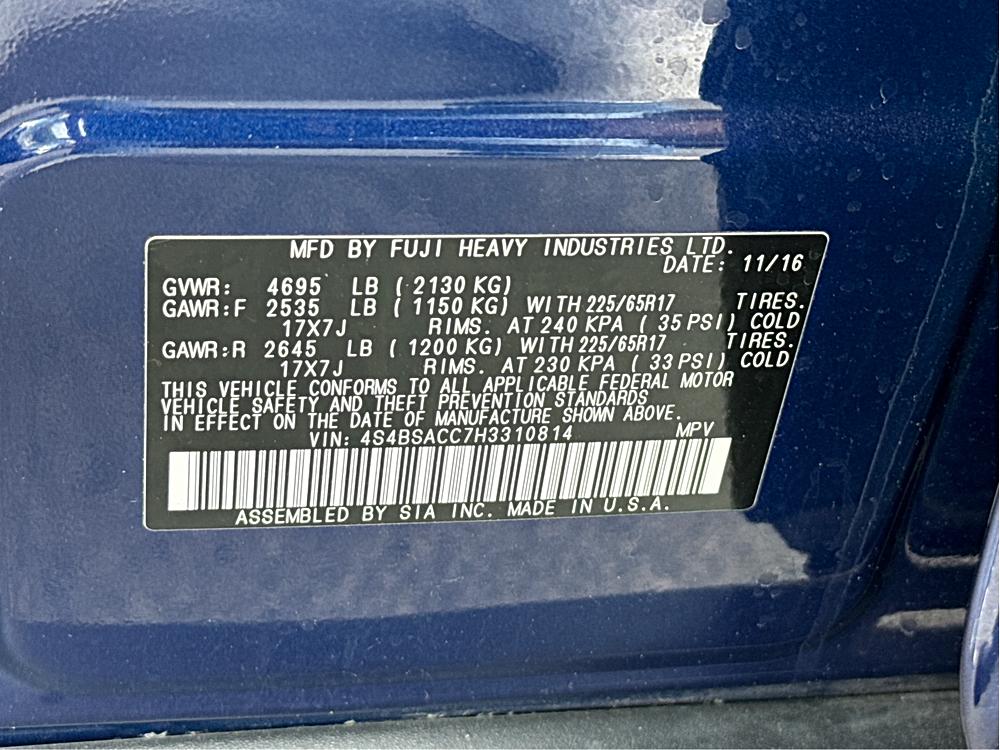 MFD BY FUJI HEAVY INDUSTRIES LTD.
DATE: 11/16
GVWR: 4695 LB ( 2130 KG)
GAWR:F 2535 LB ( 1150 KG) WITH 225/65R17 TIRES.
17X7J RIMS. AT 240 KPA ( 35 PSI) COLD
GAWR:R 2645 LB ( 1200 KG) WITH 225/65R17 TIRES.
17X7J RIMS. AT 230 KPA ( 33 PSI) COLD
THIS VEHICLE CONFORMS TO ALL APPLICABLE FEDERAL MOTOR
VEHICLE SAFETY AND THEFT PREVENTION STANDARDS
IN EFFECT ON THE DATE OF MANUFACTURE SHOWN ABOVE.
VIN: 4S4BSACC7H3310814 MPV
ASSEMBLED BY SIA INC. MADE IN U.S.A.